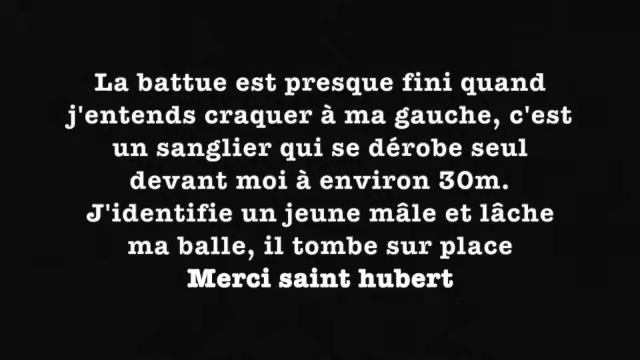 La battue est presque fini quand
j'entends craquer à ma gauche, c'est
un sanglier qui se dérobe seul
devant moi à environ 30m.
J'identifie un jeune mâle et lâche
ma balle, il tombe sur place
Merci saint hubert